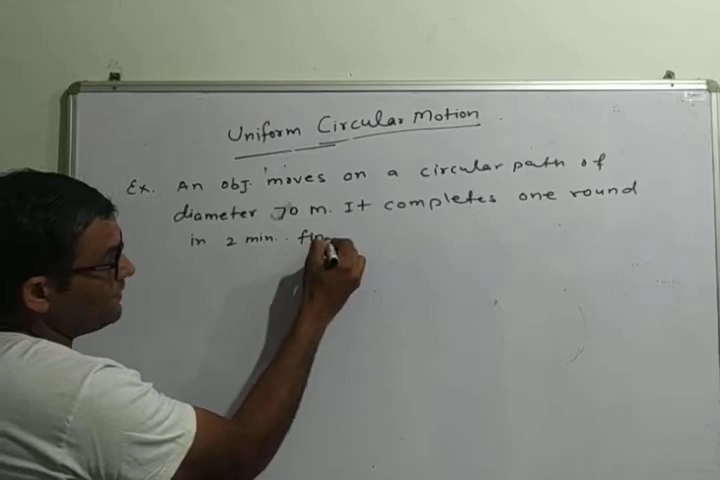 Uniform Circular Motion
Ex. An obj. moves on a circular path of
diameter 70 m. It completes one round
in 2 min. fin